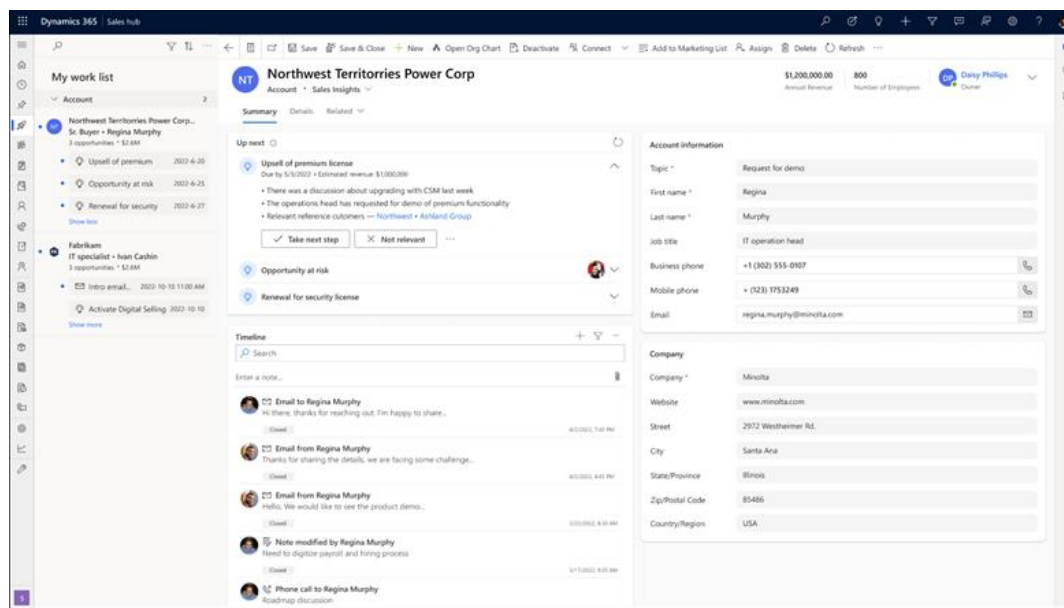 Dynamics 365 Sales hub
Save Save & Close New Open Org Chart Deactivate Connect Add to Marketing List Assign Delete Refresh
My work list
Account 2
NT Northwest Territorries Power Corp...
Sr. Buyer • Regina Murphy
3 opportunities • $2.6M
Upsell of premium 2022-6-20
Opportunity at risk 2022-6-25
Renewal for security 2022-6-27
Show less
Fabrikam
IT specialist • Ivan Cashin
3 opportunities • $2.6M
Intro email... 2022-10-10 11:00 AM
Activate Digital Selling 2022-10-10
Show more
S
NT
Northwest Territorries Power Corp
Account • Sales Insights
$1,200,000.00
Annual Revenue
800
Number of Employees
DP
Daisy Phillips
Owner
Summary Details Related
Up next
Upsell of premium license
Due by 5/3/2022 • Estimated revenue: $1,000,000
• There was a discussion about upgrading with CSM last week
• The operations head has requested for demo of premium functionality
• Relevant reference cutomers — Northwest • Ashland Group
Take next step Not relevant ...
Opportunity at risk
Renewal for security license
Timeline
Search
Enter a note...
Email to Regina Murphy
Hi there, thanks for reaching out. I'm happy to share...
Closed
Email from Regina Murphy
Thanks for sharing the details, we are facing some challenge...
Closed
Email from Regina Murphy
Hello, We would like to see the product demo...
Closed
Note modified by Regina Murphy
Need to digitize payroll and hiring process
Closed
Phone call to Regina Murphy
Roadmap discussion
Account information
Topic * Request for demo
First name * Regina
Last name * Murphy
Job title IT operation head
Business phone +1 (302) 555-0107
Mobile phone + (123) 1753249
Email regina.murphy@minolta.com
Company
Company * Minolta
Website www.minolta.com
Street 2972 Westheimer Rd.
City Santa Ana
State/Province Illinois
Zip/Postal Code 85486
Country/Region USA